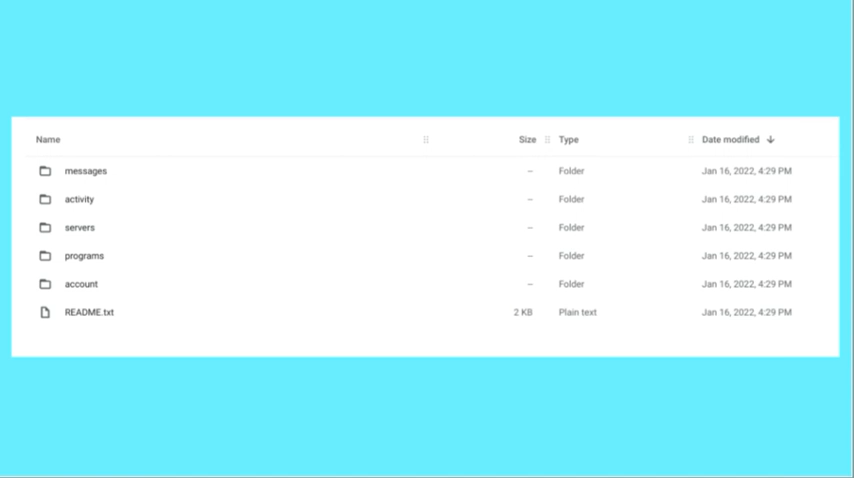 Name Size Type Date modified
messages – Folder Jan 16, 2022, 4:29 PM
activity – Folder Jan 16, 2022, 4:29 PM
servers – Folder Jan 16, 2022, 4:29 PM
programs – Folder Jan 16, 2022, 4:29 PM
account – Folder Jan 16, 2022, 4:29 PM
README.txt 2 KB Plain text Jan 16, 2022, 4:29 PM